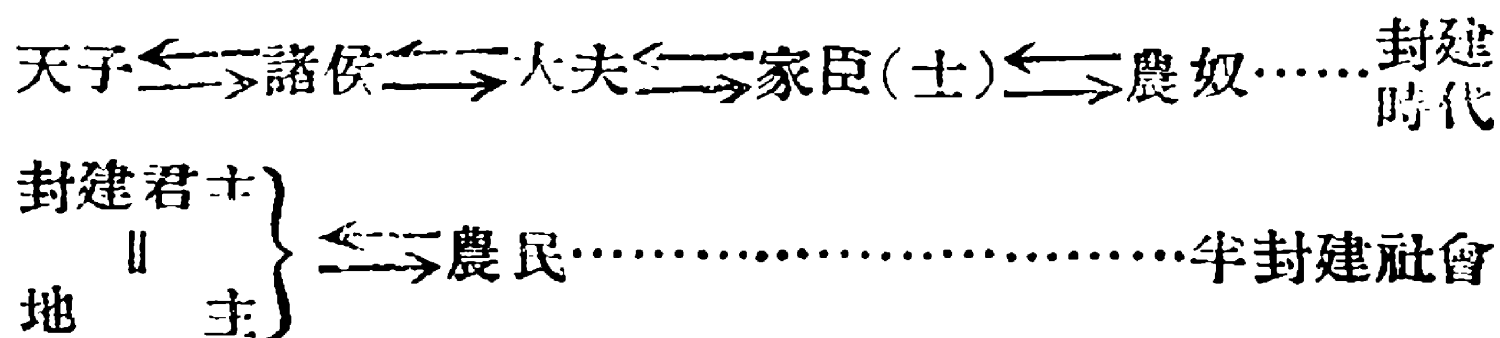 天子⇄諸侯⇄大夫⇄家臣(士)⇄農奴……封建時代
封建君主
‖
地主
⇄農民……………………半封建社會